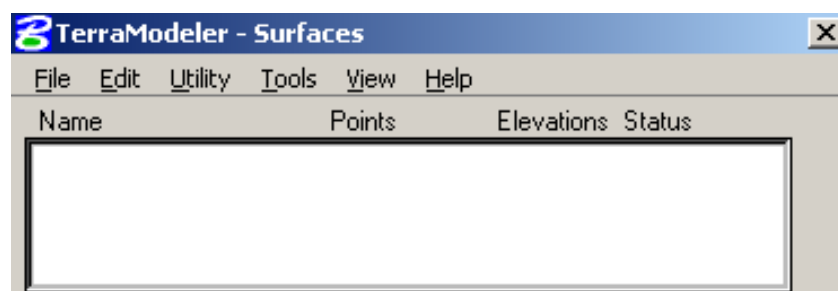 TerraModeler - Surfaces
File Edit Utility Tools View Help
Name Points Elevations Status